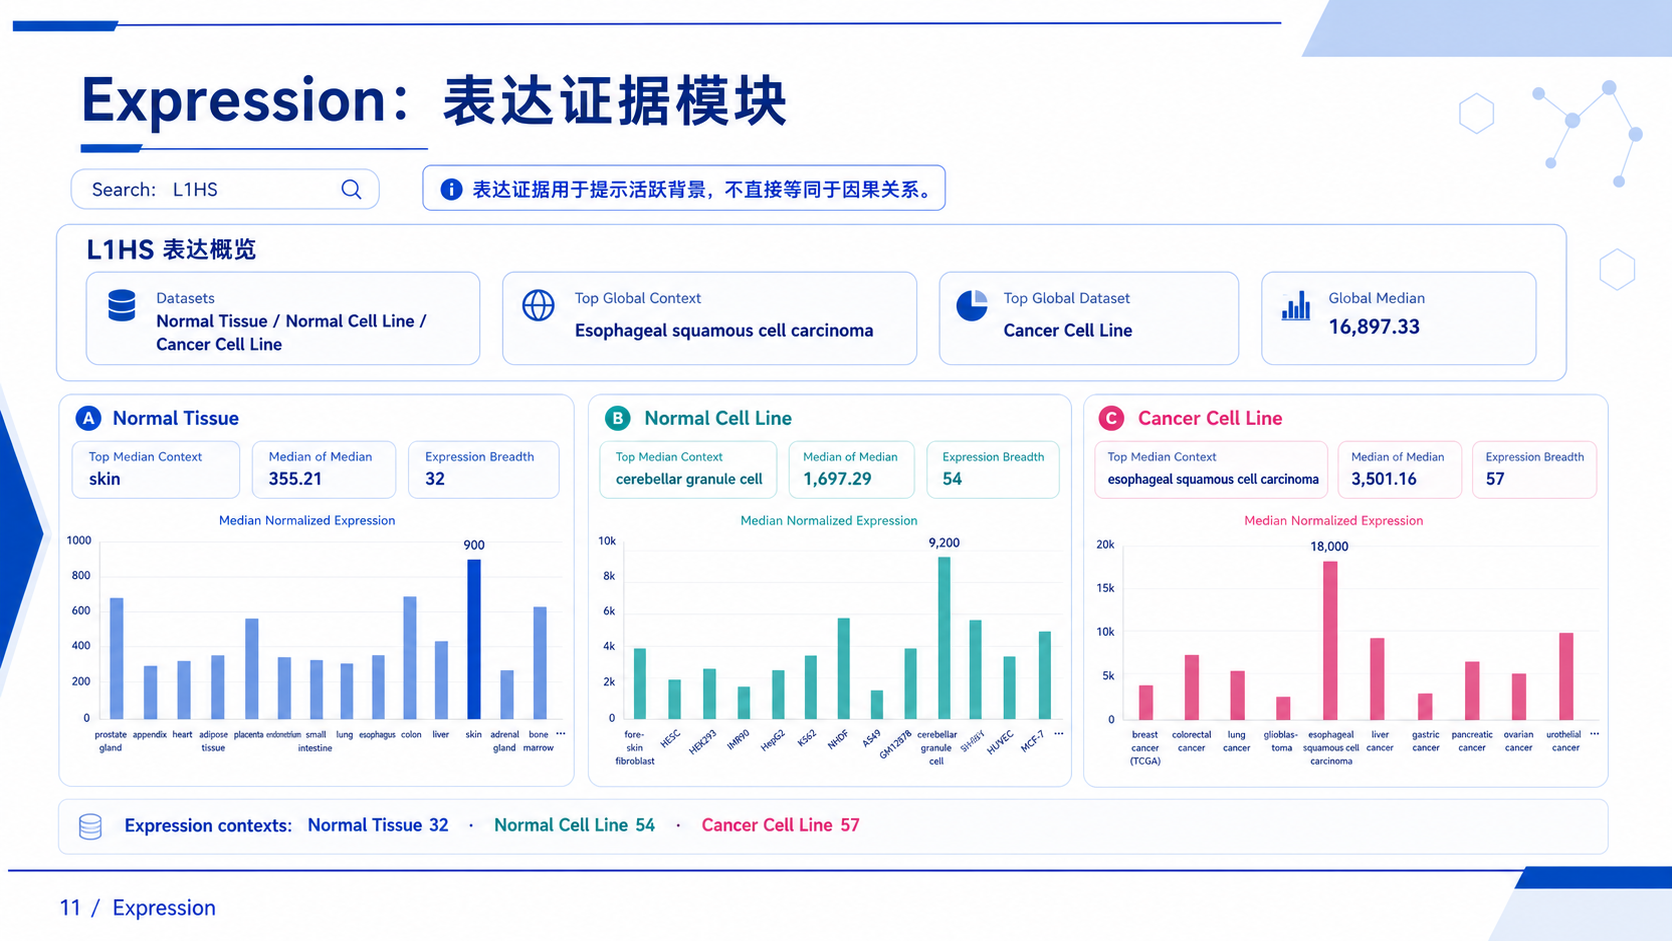 Expression：表达证据模块
Search: L1HS
表达证据用于提示活跃背景，不直接等同于因果关系。
L1HS 表达概览
Datasets
Normal Tissue / Normal Cell Line /
Cancer Cell Line
Top Global Context
Esophageal squamous cell carcinoma
Top Global Dataset
Cancer Cell Line
Global Median
16,897.33
A Normal Tissue
Top Median Context
skin
Median of Median
355.21
Expression Breadth
32
Median Normalized Expression
1000
800
600
400
200
0
900
prostate
gland
appendix
heart
adipose
tissue
placenta
endometrium
small
intestine
lung
esophagus
colon
liver
skin
adrenal
gland
bone
marrow
...
B Normal Cell Line
Top Median Context
cerebellar granule cell
Median of Median
1,697.29
Expression Breadth
54
Median Normalized Expression
10k
8k
6k
4k
2k
0
9,200
fore-
skin
fibroblast
HESC
HEK293
IMR90
HepG2
K562
NHDF
A549
GM12878
cerebellar
granule
cell
HUVEC
MCF-7
...
C Cancer Cell Line
Top Median Context
esophageal squamous cell carcinoma
Median of Median
3,501.16
Expression Breadth
57
Median Normalized Expression
20k
15k
10k
5k
0
18,000
breast
cancer
(TCGA)
colorectal
cancer
lung
cancer
glioblas-
toma
esophageal
squamous cell
carcinoma
liver
cancer
gastric
cancer
pancreatic
cancer
ovarian
cancer
urothelial
cancer
...
Expression contexts: Normal Tissue 32 · Normal Cell Line 54 · Cancer Cell Line 57
11 / Expression